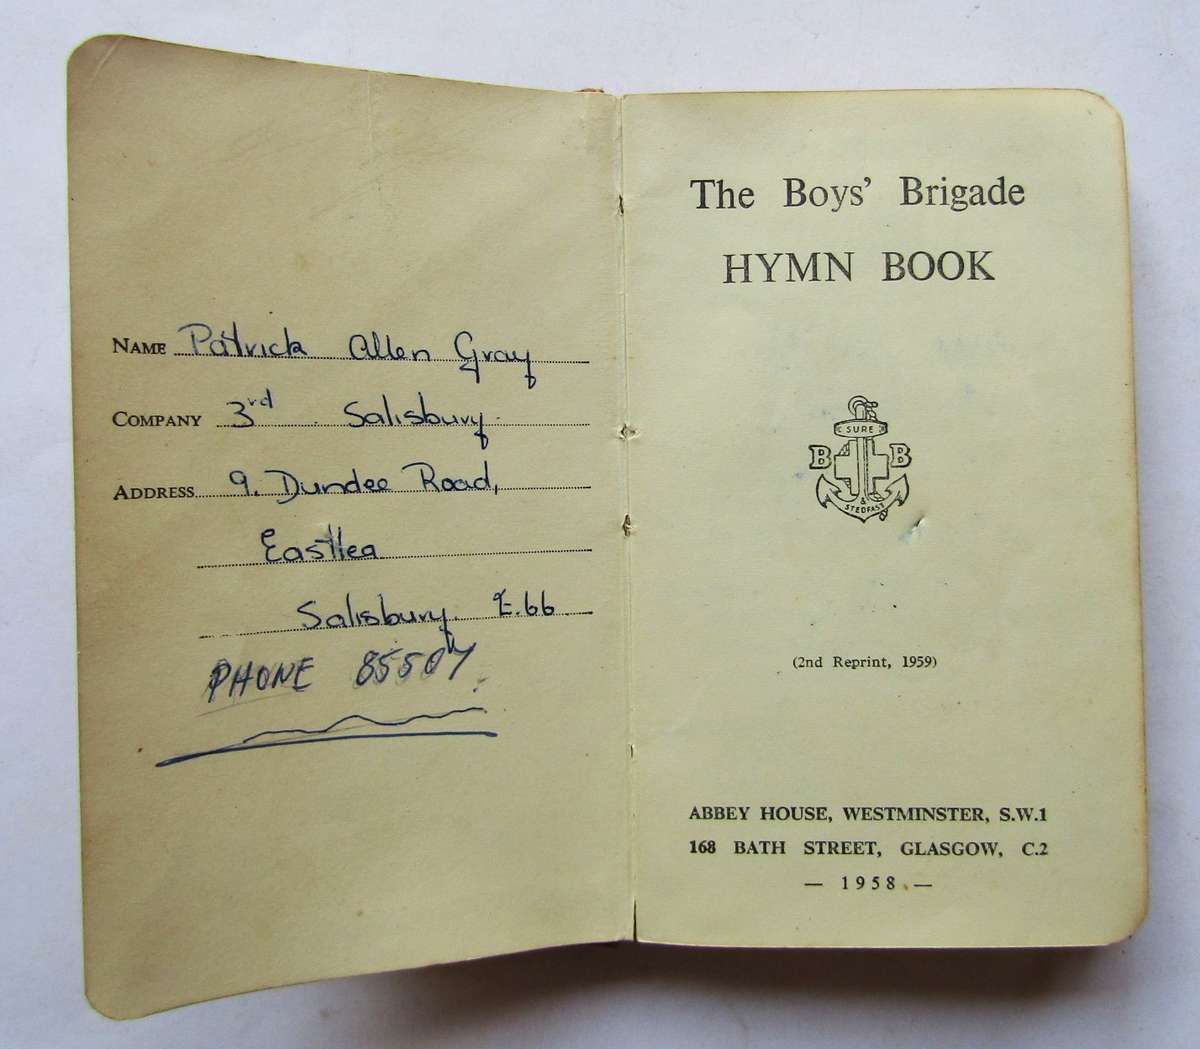 NAME Patrick Allen Gray
COMPANY 3rd Salisbury
ADDRESS 9. Dundee Road,
Eastlea
Salisbury. E.66
PHONE 85507
The Boys' Brigade
HYMN BOOK
SURE
B B
&
STEDFAST
(2nd Reprint, 1959)
ABBEY HOUSE, WESTMINSTER, S.W.1
168 BATH STREET, GLASGOW, C.2
— 1958 —